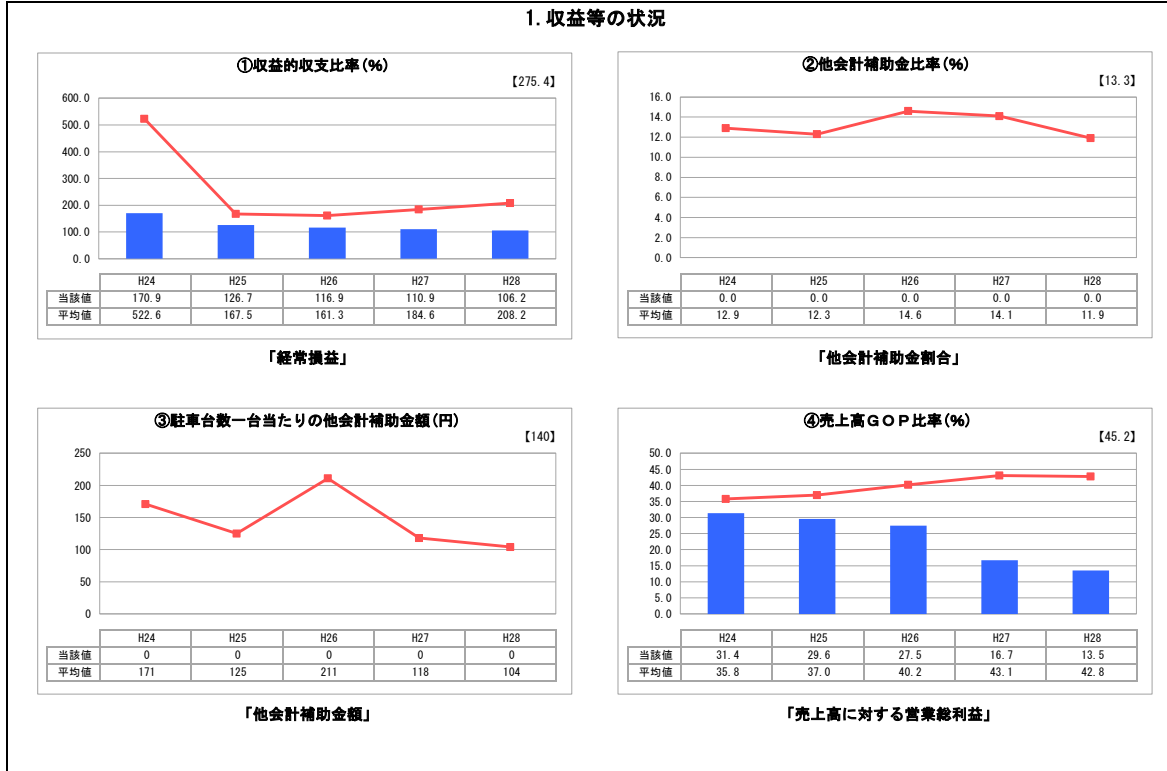 1. 収益等の状況
①収益的収支比率(%)
【275.4】
600.0
500.0
400.0
300.0
200.0
100.0
0.0
H24 H25 H26 H27 H28
当該値 170.9 126.7 116.9 110.9 106.2
平均値 522.6 167.5 161.3 184.6 208.2
「経常損益」
②他会計補助金比率(%)
【13.3】
16.0
14.0
12.0
10.0
8.0
6.0
4.0
2.0
0.0
H24 H25 H26 H27 H28
当該値 0.0 0.0 0.0 0.0 0.0
平均値 12.9 12.3 14.6 14.1 11.9
「他会計補助金割合」
③駐車台数一台当たりの他会計補助金額(円)
【140】
250
200
150
100
50
0
H24 H25 H26 H27 H28
当該値 0 0 0 0 0
平均値 171 125 211 118 104
「他会計補助金額」
④売上高GOP比率(%)
【45.2】
50.0
45.0
40.0
35.0
30.0
25.0
20.0
15.0
10.0
5.0
0.0
H24 H25 H26 H27 H28
当該値 31.4 29.6 27.5 16.7 13.5
平均値 35.8 37.0 40.2 43.1 42.8
「売上高に対する営業総利益」